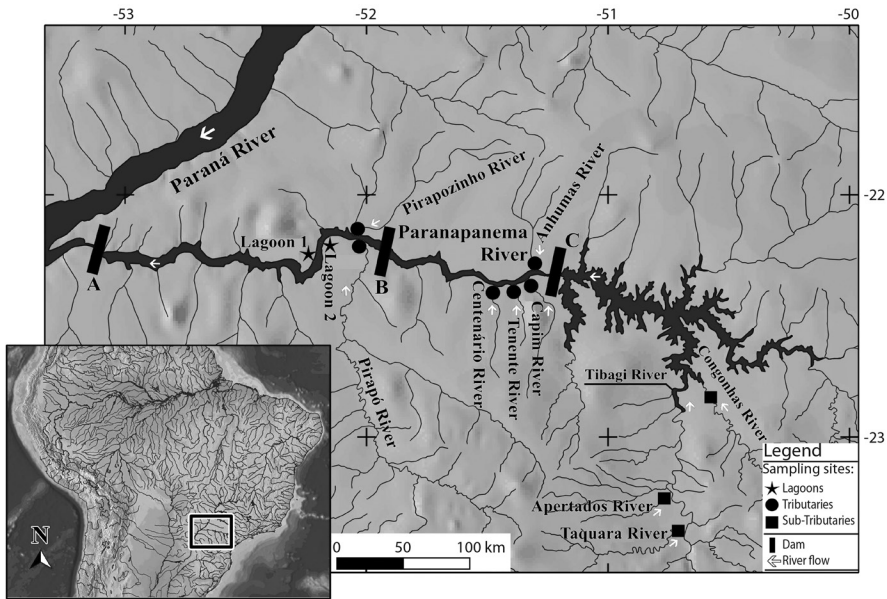 -53
-52
-51
-50
Paraná River
Pirapozinho River
Anhumas River
-22
Lagoon 1
Lagoon 2
Paranapanema
River
A
B
C
Centenário River
Tenente River
Capim River
Pirapó River
Tibagi River
Congonhas River
-23
Apertados River
Taquara River
Legend
Sampling sites:
Lagoons
Tributaries
Sub-Tributaries
Dam
River flow
N
0 50 100 km